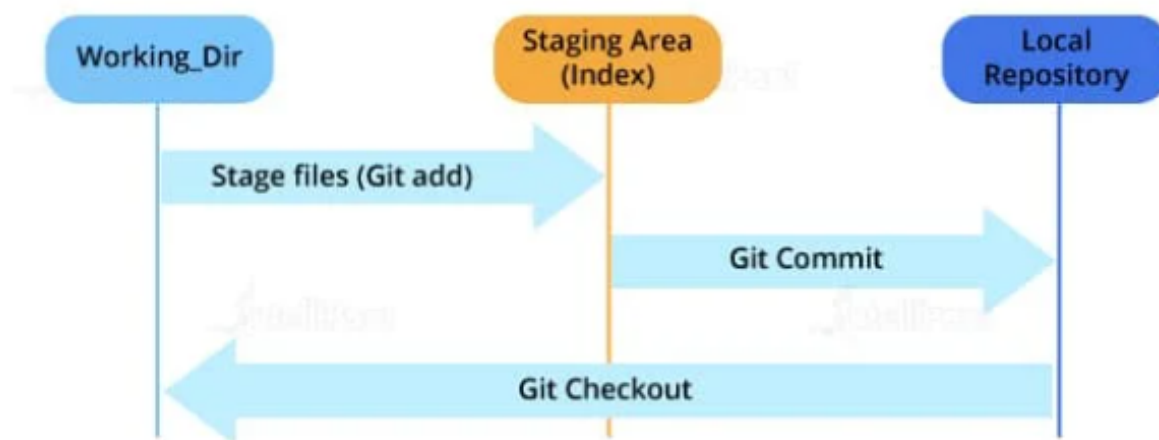 Working_Dir
Staging Area
(Index)
Local
Repository
Stage files (Git add)
Git Commit
Git Checkout